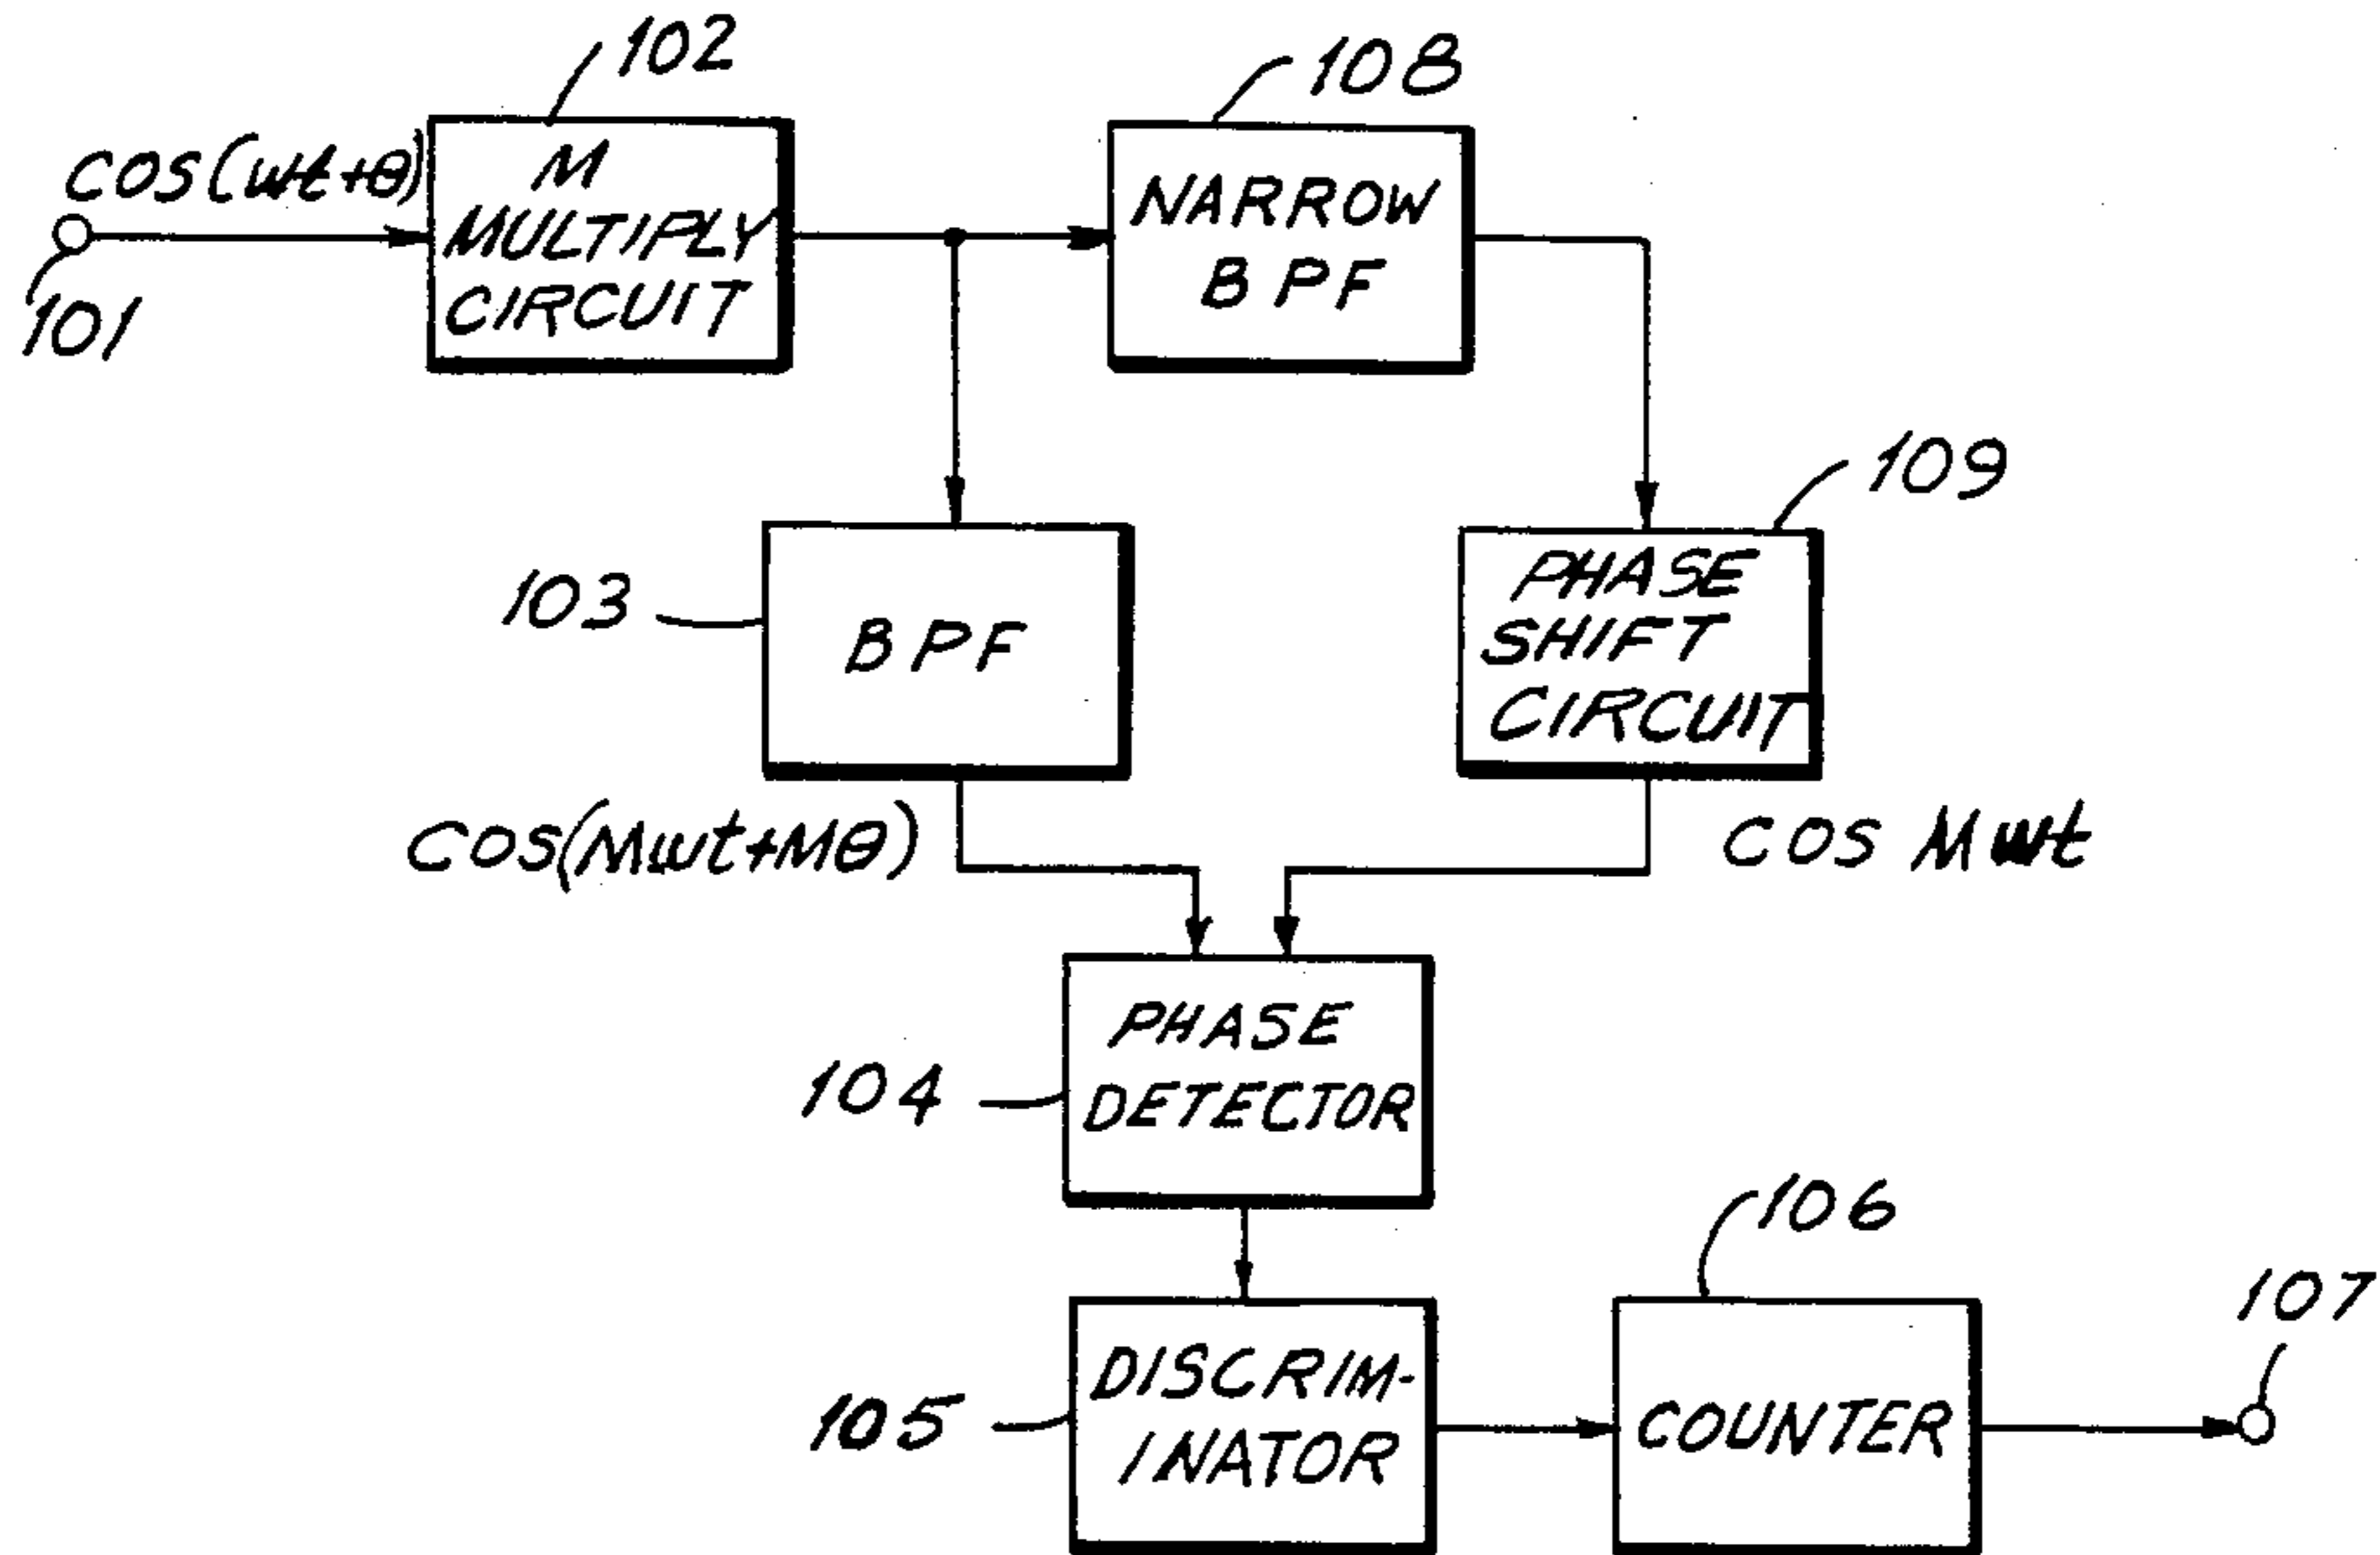 102
108
cos(wt+θ)
M
MULTIPLY
CIRCUIT
NARROW
BPF
101
109
103
BPF
PHASE
SHIFT
CIRCUIT
cos(Mwt+Mθ)
cos Mwt
PHASE
DETECTOR
104
106
107
105
DISCRIM-
INATOR
COUNTER